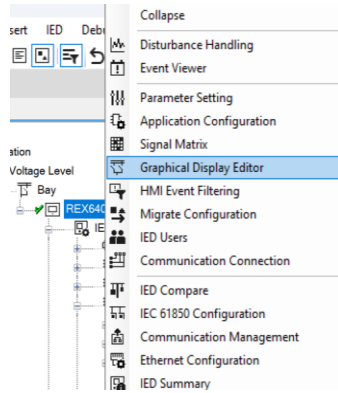 Collapse
sert IED Deb
Disturbance Handling
Event Viewer
Parameter Setting
Application Configuration
ation
Signal Matrix
Voltage Level
Graphical Display Editor
Bay
HMI Event Filtering
REX640
Migrate Configuration
IE
IED Users
Communication Connection
IED Compare
IEC 61850 Configuration
Communication Management
Ethernet Configuration
IED Summary